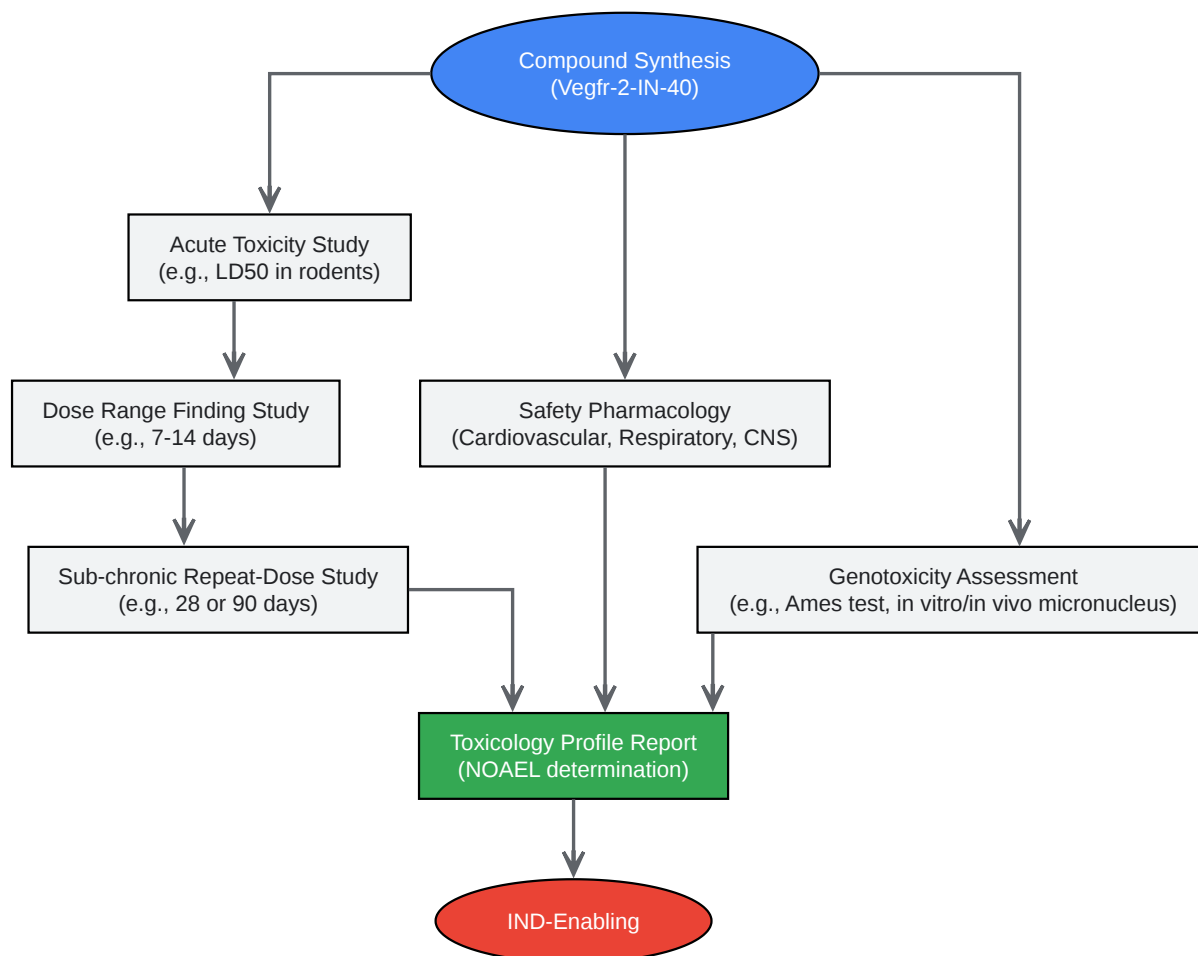 Compound Synthesis
(Vegfr-2-IN-40)
Acute Toxicity Study
(e.g., LD50 in rodents)
Dose Range Finding Study
(e.g., 7-14 days)
Safety Pharmacology
(Cardiovascular, Respiratory, CNS)
Sub-chronic Repeat-Dose Study
(e.g., 28 or 90 days)
Genotoxicity Assessment
(e.g., Ames test, in vitro/in vivo micronucleus)
Toxicology Profile Report
(NOAEL determination)
IND-Enabling